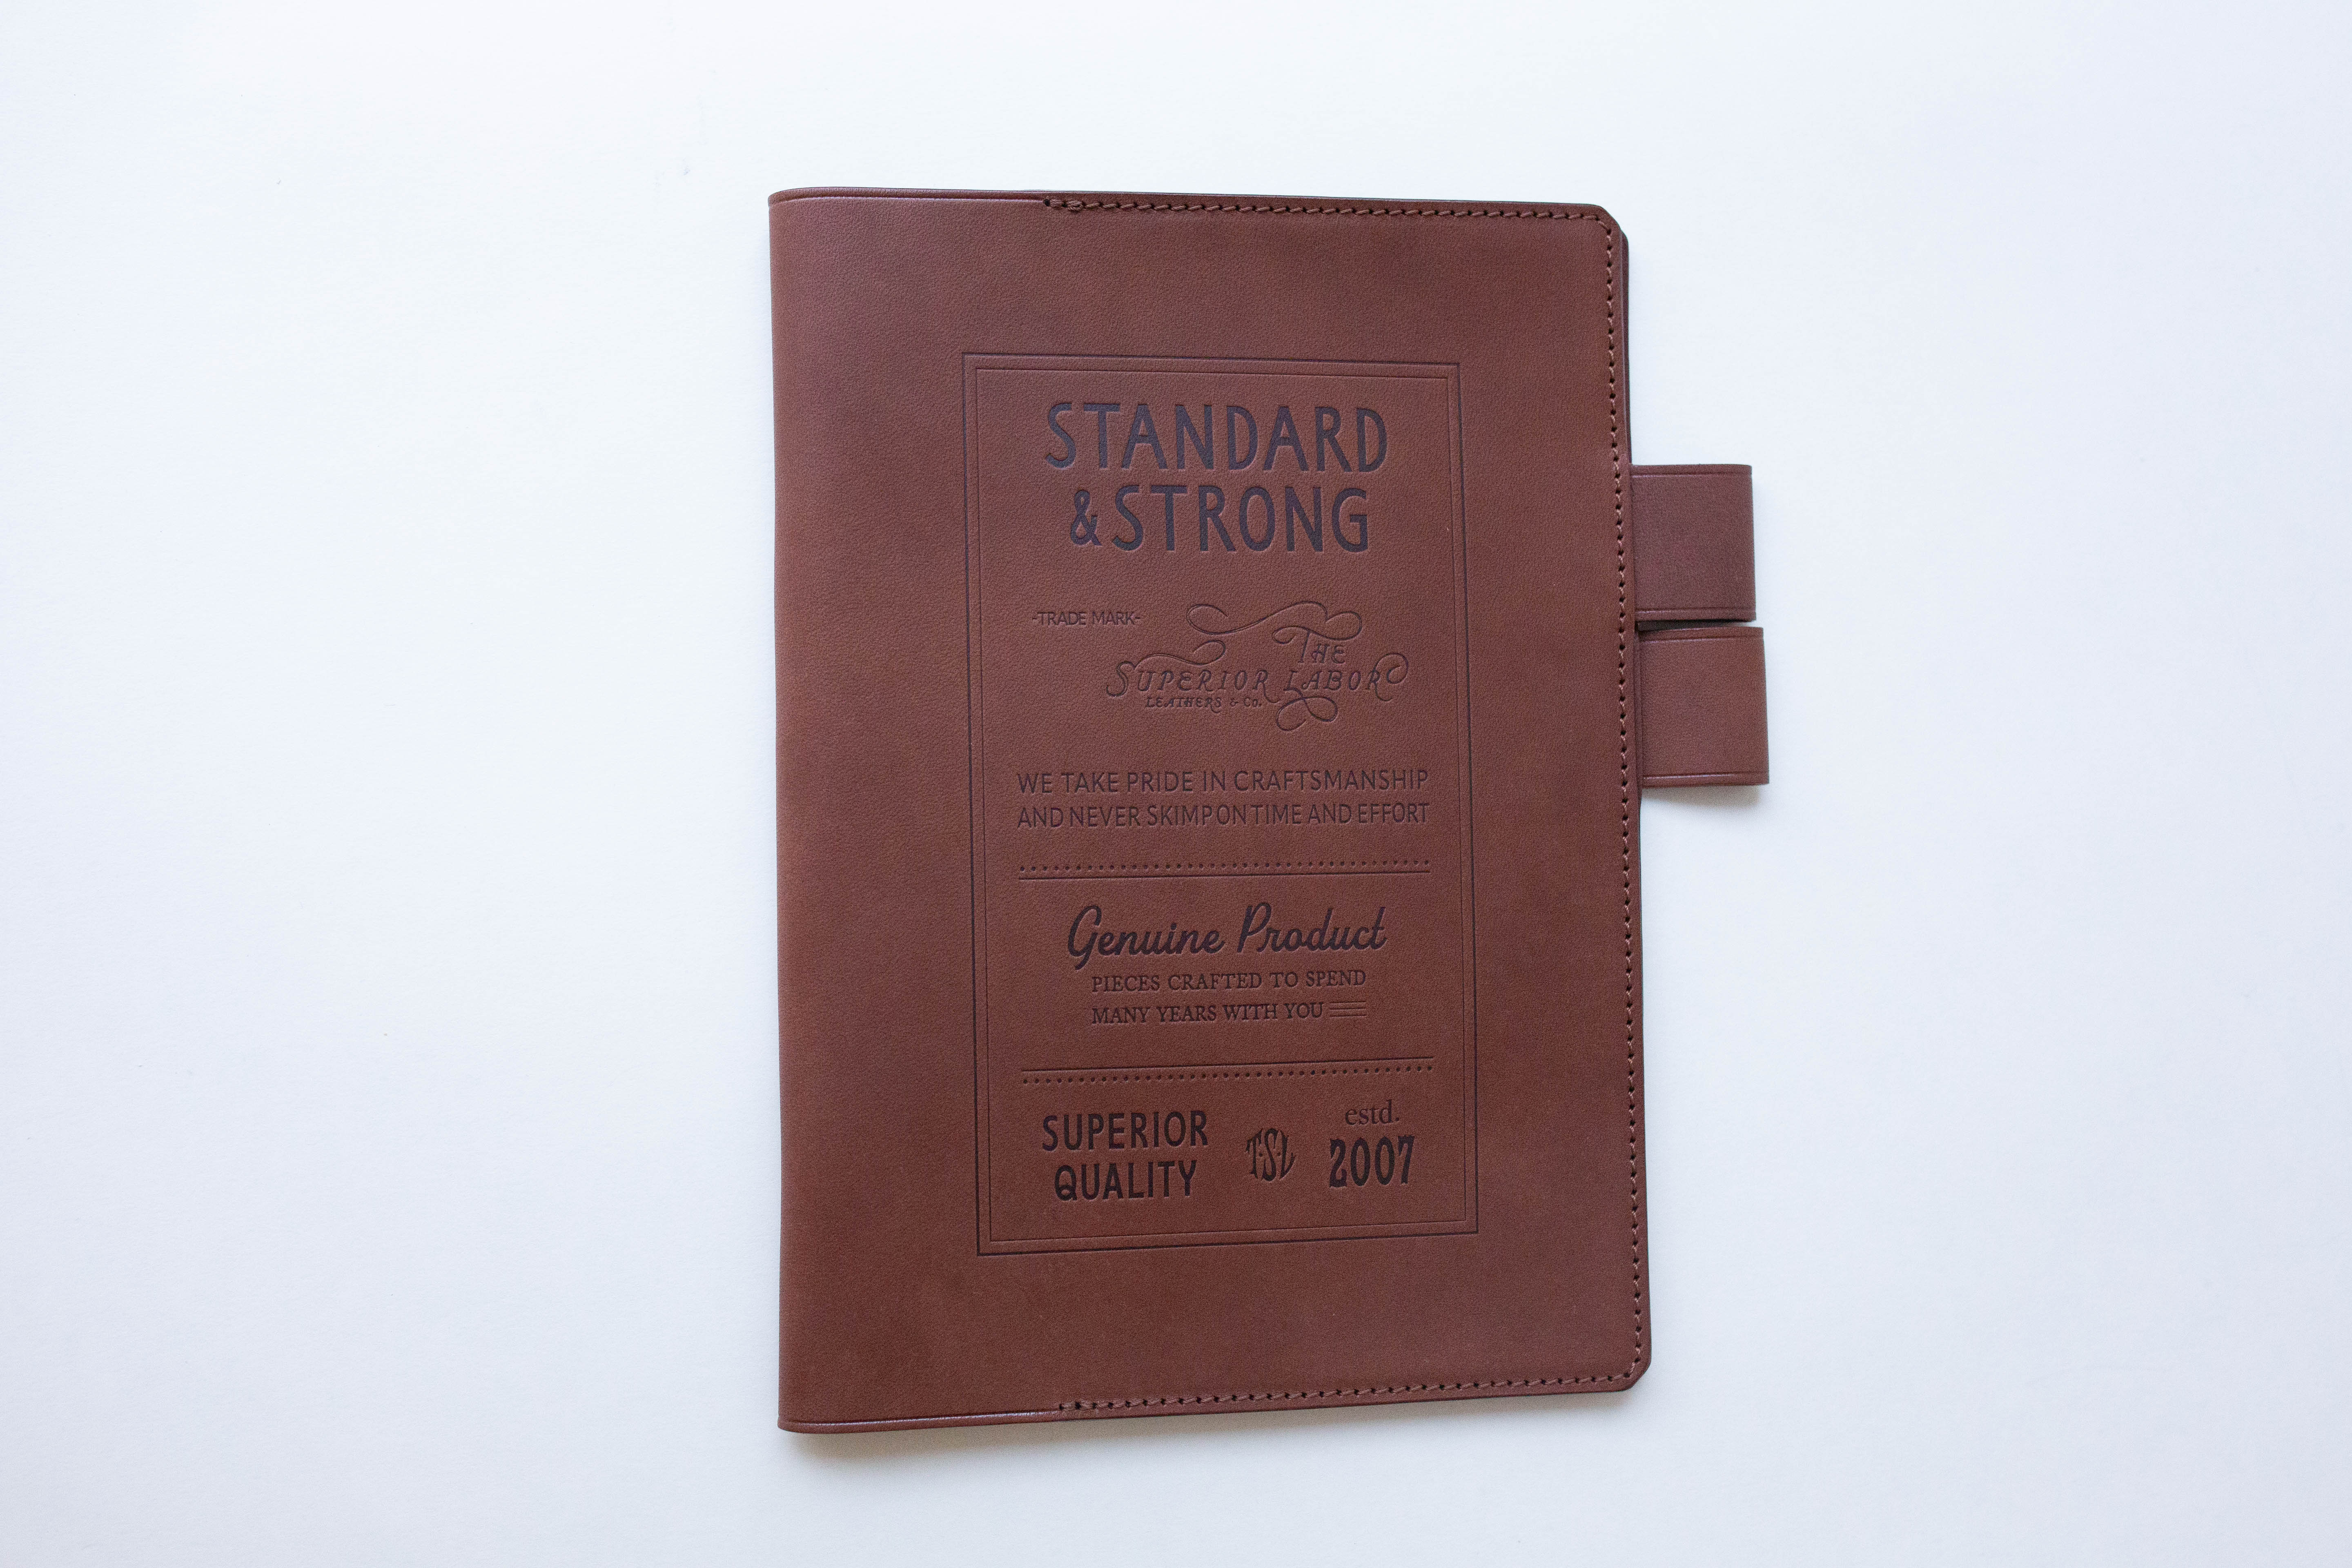 STANDARD
& STRONG
-TRADE MARK-
THE
SUPERIOR LABOR
LEATHERS & Co.
WE TAKE PRIDE IN CRAFTSMANSHIP
AND NEVER SKIMP ON TIME AND EFFORT
Genuine Product
PIECES CRAFTED TO SPEND
MANY YEARS WITH YOU
SUPERIOR
QUALITY
T·S·L
estd.
2007